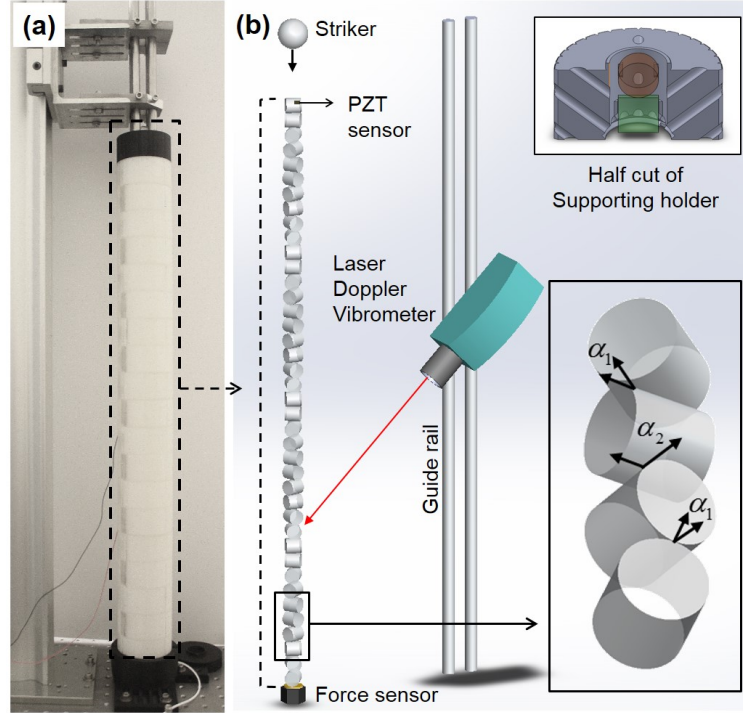 (a)
(b)
Striker
PZT
sensor
Half cut of
Supporting holder
Laser
Doppler
Vibrometer
Guide rail
α₁
α₂
α₁
Force sensor